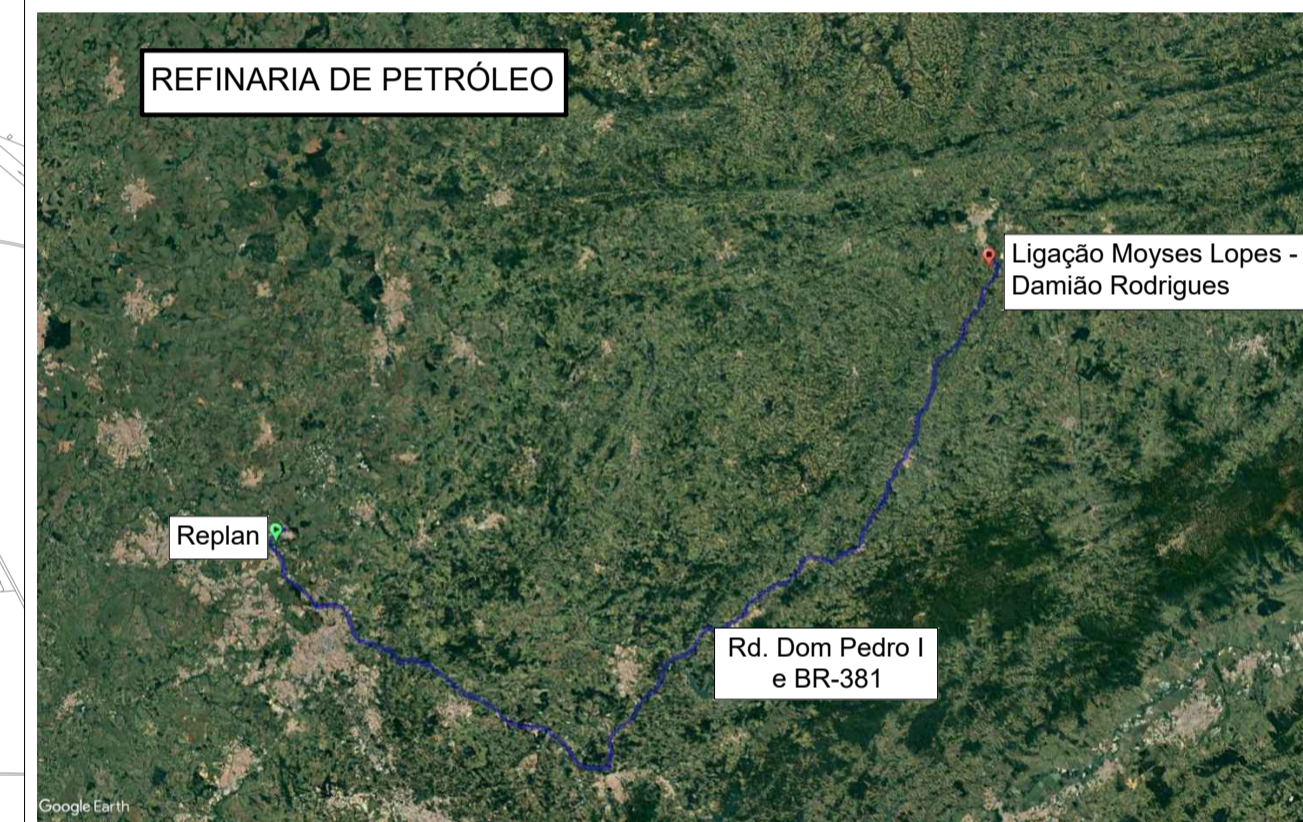 REFINARIA DE PETRÓLEO
Ligação Moyses Lopes -
Damião Rodrigues
Replan
Rd. Dom Pedro I
e BR-381
Google Earth